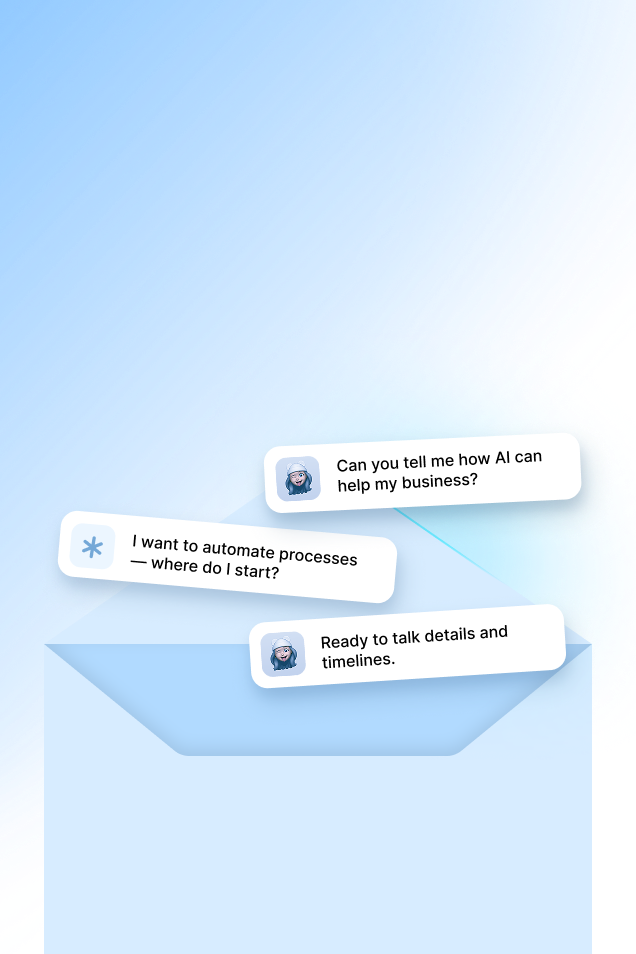 Can you tell me how AI can
help my business?
I want to automate processes
— where do I start?
Ready to talk details and
timelines.